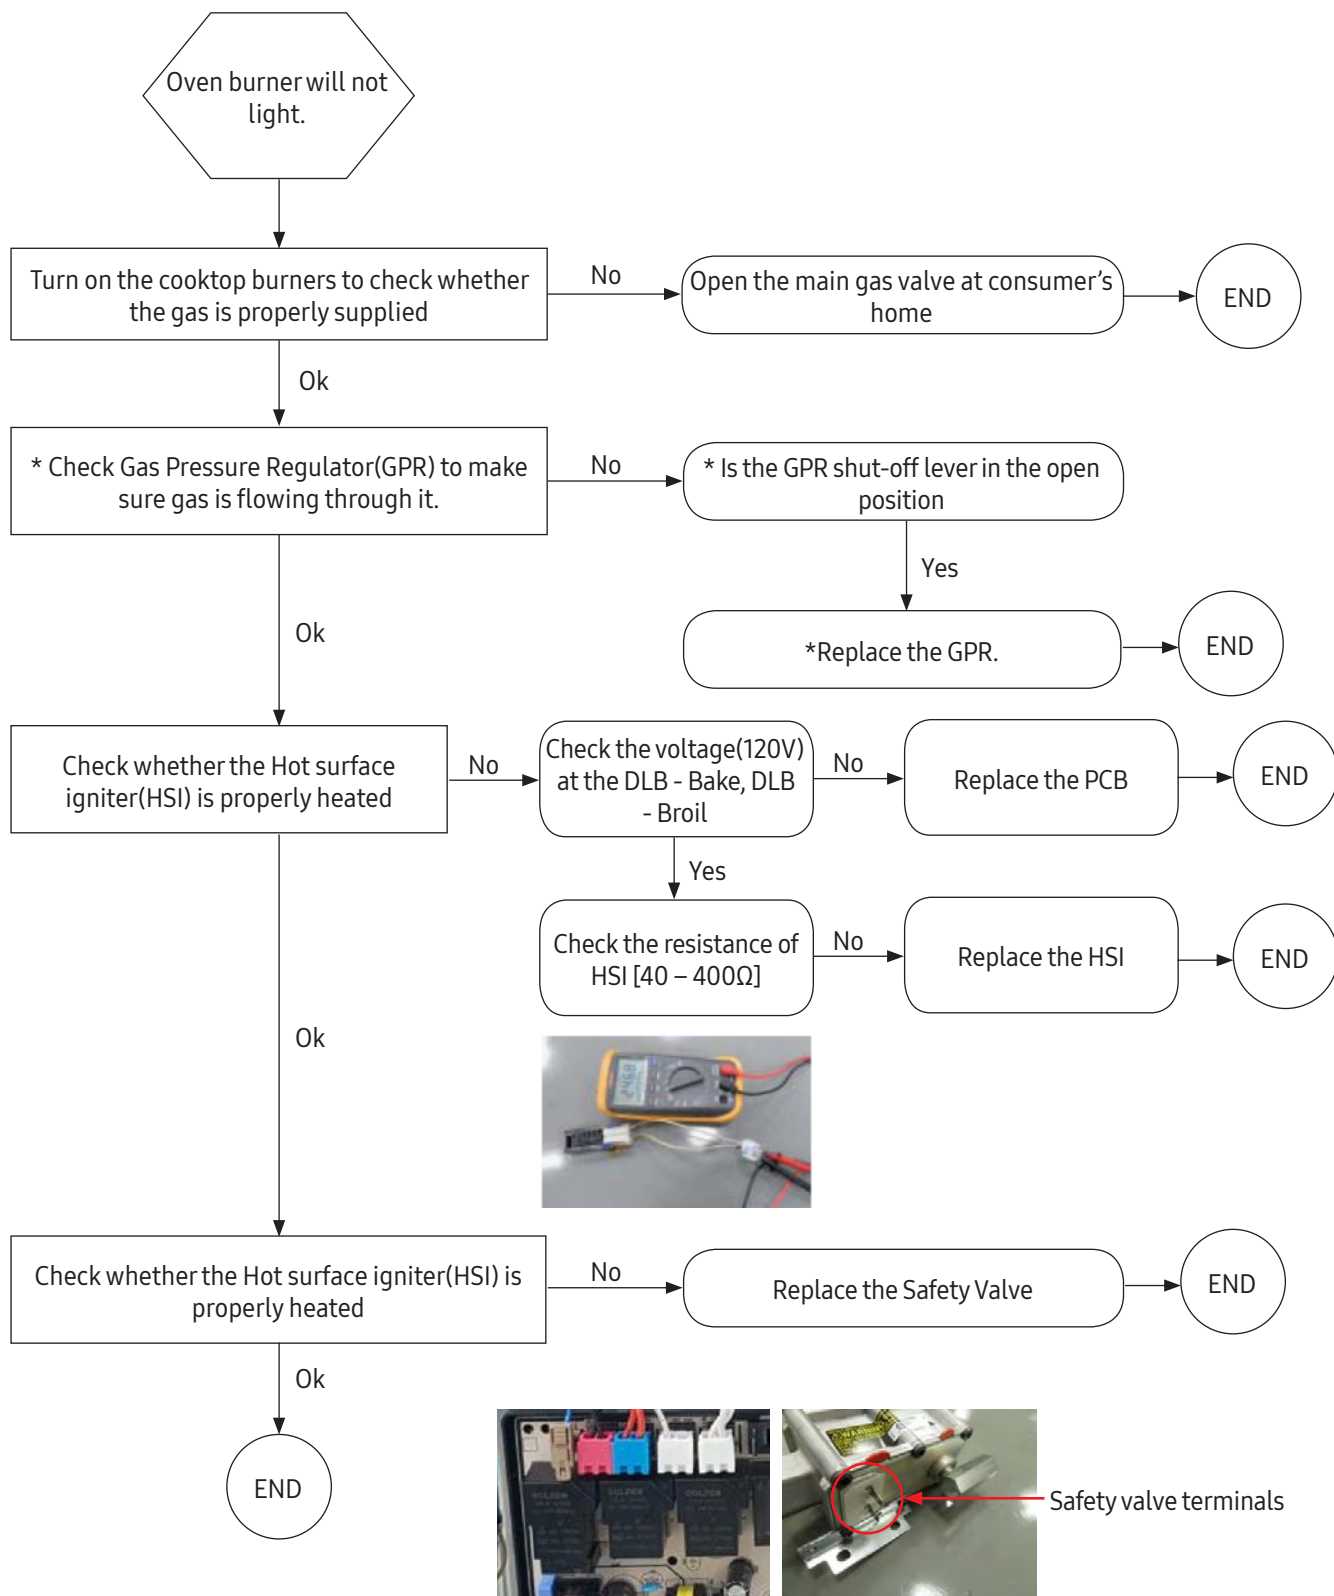 Oven burner will not
light.
Turn on the cooktop burners to check whether
the gas is properly supplied
No
Open the main gas valve at consumer's
home
END
Ok
* Check Gas Pressure Regulator(GPR) to make
sure gas is flowing through it.
No
* Is the GPR shut-off lever in the open
position
Yes
*Replace the GPR.
END
Ok
Check whether the Hot surface
igniter(HSI) is properly heated
No
Check the voltage(120V)
at the DLB - Bake, DLB
- Broil
No
Replace the PCB
END
Yes
Check the resistance of
HSI [40 – 400Ω]
No
Replace the HSI
END
Ok
Check whether the Hot surface igniter(HSI) is
properly heated
No
Replace the Safety Valve
END
Ok
END
WARNING
Safety valve terminals